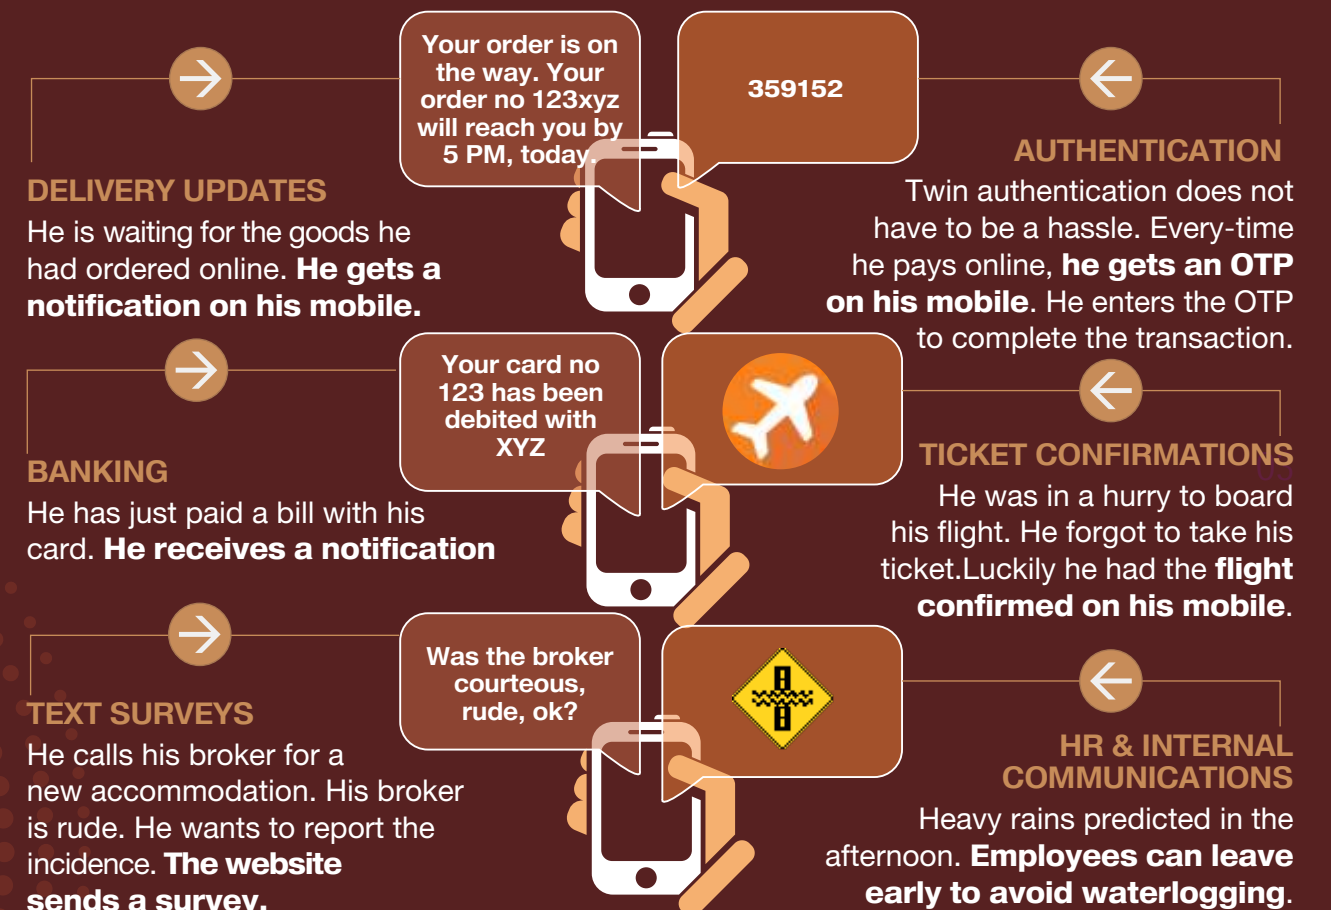 Your order is on
the way. Your
order no 123xyz
will reach you by
5 PM, today.
359152
DELIVERY UPDATES
He is waiting for the goods he
had ordered online. He gets a
notification on his mobile.
AUTHENTICATION
Twin authentication does not
have to be a hassle. Every-time
he pays online, he gets an OTP
on his mobile. He enters the OTP
to complete the transaction.
Your card no
123 has been
debited with
XYZ
BANKING
He has just paid a bill with his
card. He receives a notification
TICKET CONFIRMATIONS
He was in a hurry to board
his flight. He forgot to take his
ticket.Luckily he had the flight
confirmed on his mobile.
Was the broker
courteous,
rude, ok?
TEXT SURVEYS
He calls his broker for a
new accommodation. His broker
is rude. He wants to report the
incidence. The website
sends a survey.
HR & INTERNAL
COMMUNICATIONS
Heavy rains predicted in the
afternoon. Employees can leave
early to avoid waterlogging.